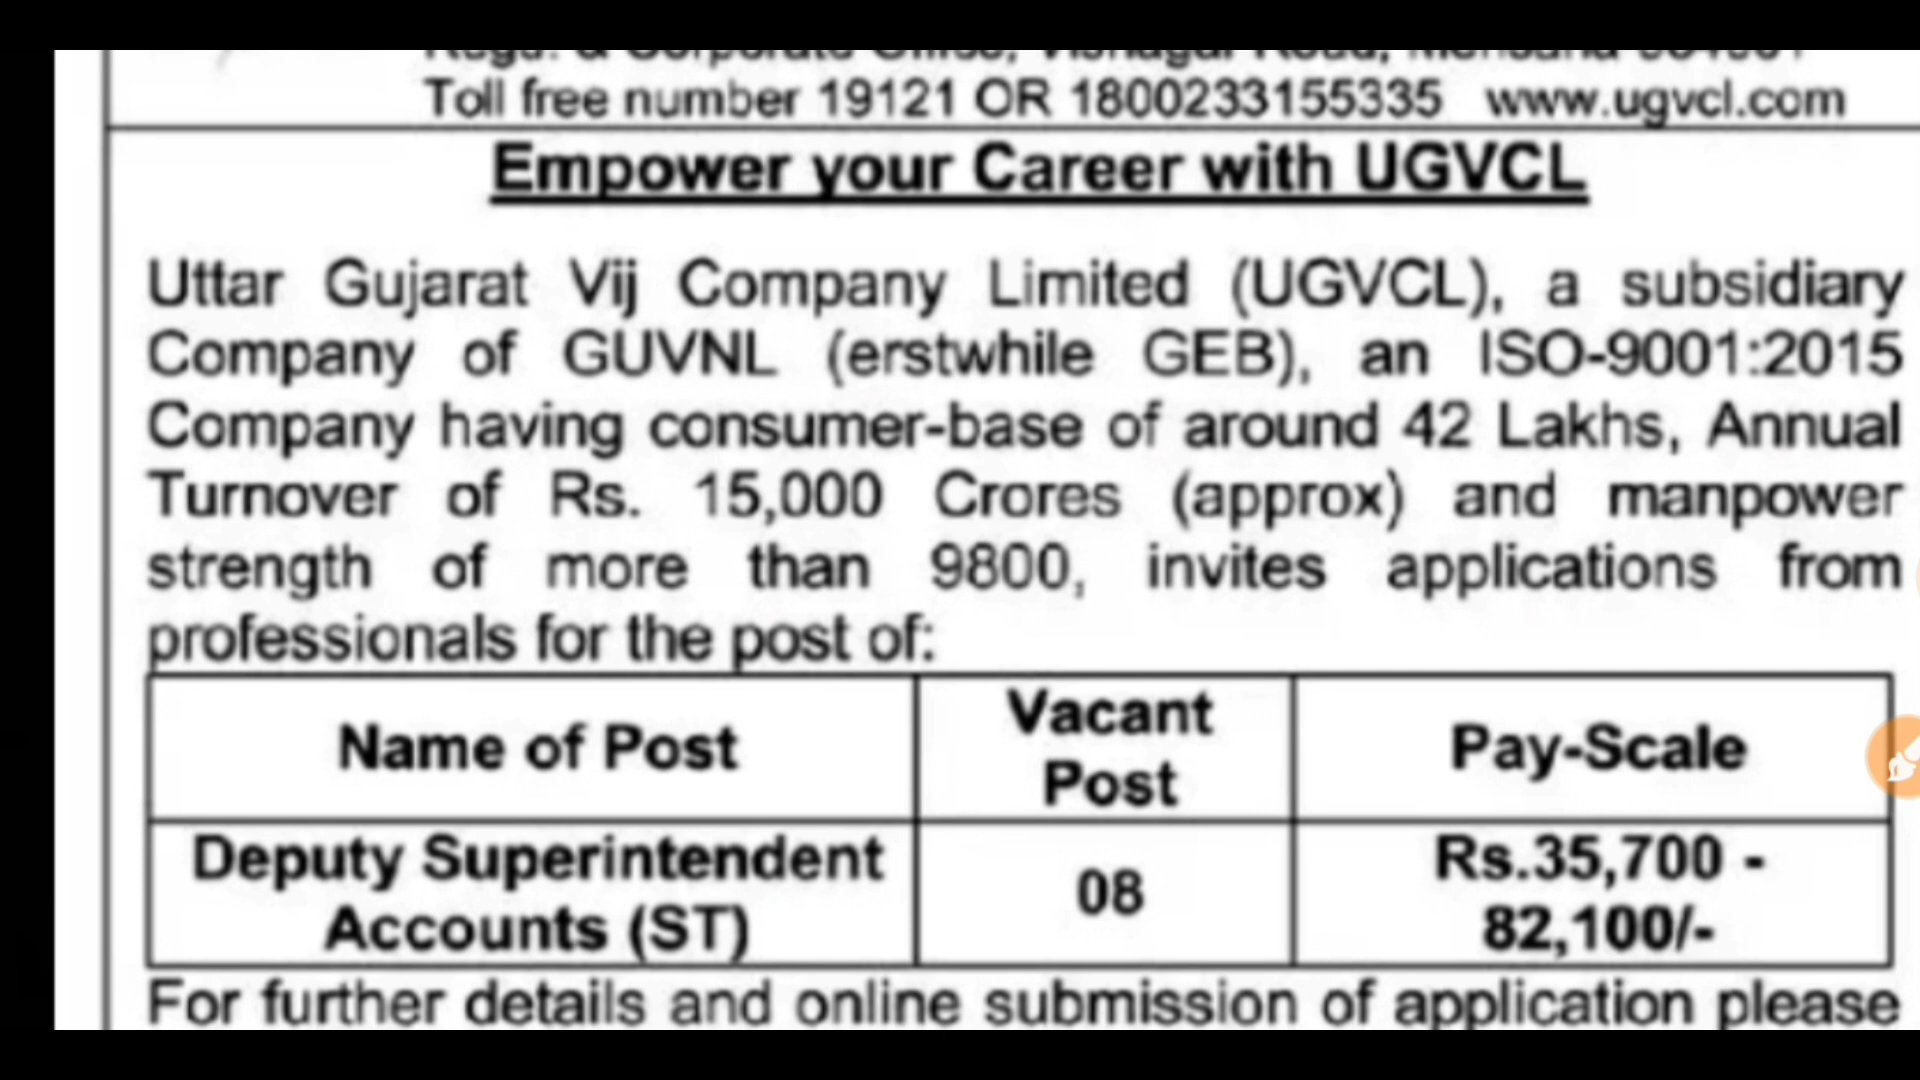 Toll free number 19121 OR 1800233155335 www.ugvcl.com
Empower your Career with UGVCL
Uttar Gujarat Vij Company Limited (UGVCL), a subsidiary
Company of GUVNL (erstwhile GEB), an ISO-9001:2015
Company having consumer-base of around 42 Lakhs, Annual
Turnover of Rs. 15,000 Crores (approx) and manpower
strength of more than 9800, invites applications from
professionals for the post of:
Name of Post Vacant Post Pay-Scale
Deputy Superintendent Accounts (ST) 08 Rs.35,700 - 82,100/-
For further details and online submission of application please